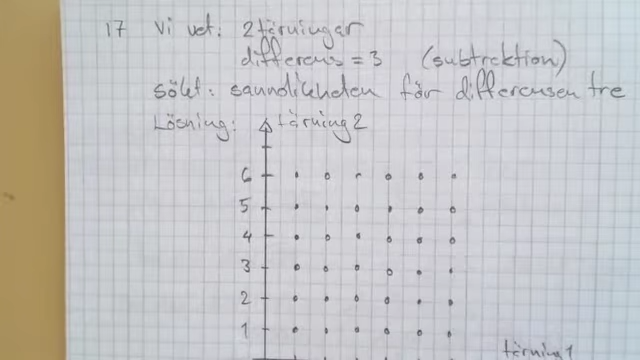 17 Vi vet: 2 tärningar
differens = 3 (subtraktion)
sökt: sannolikheten för differensen tre
Lösning: tärning 2
6
5
4
3
2
1
tärning 1